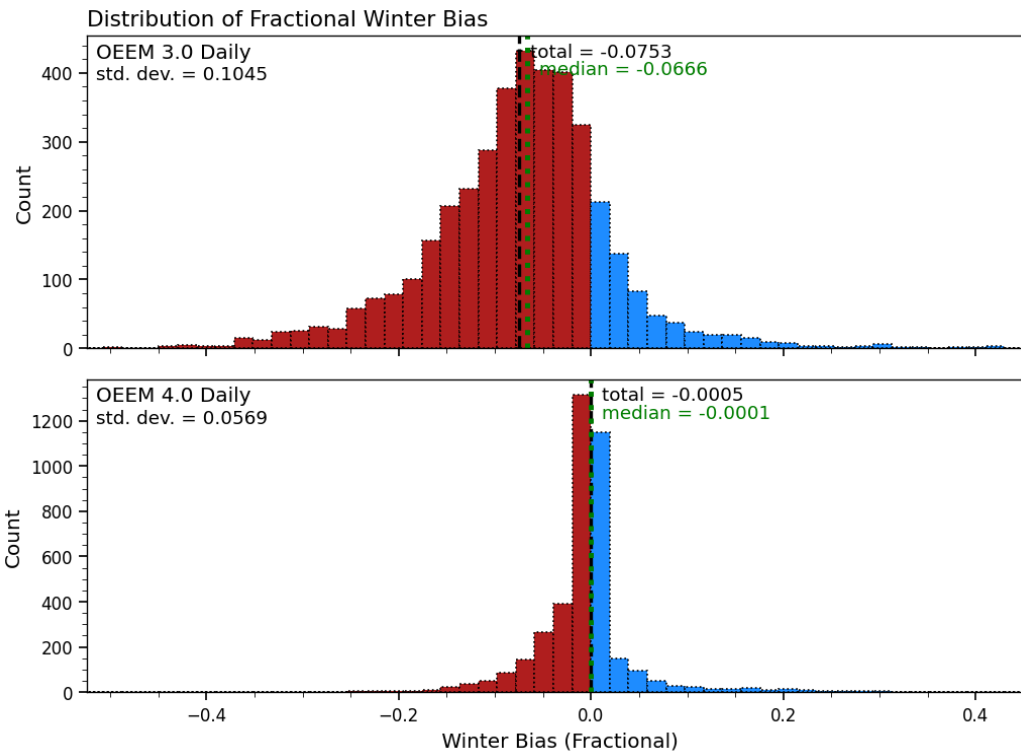 Distribution of Fractional Winter Bias
OEEM 3.0 Daily
std. dev. = 0.1045
total = -0.0753
median = -0.0666
400
300
200
100
0
Count
OEEM 4.0 Daily
std. dev. = 0.0569
total = -0.0005
median = -0.0001
1200
1000
800
600
400
200
0
Count
−0.4
−0.2
0.0
0.2
0.4
Winter Bias (Fractional)